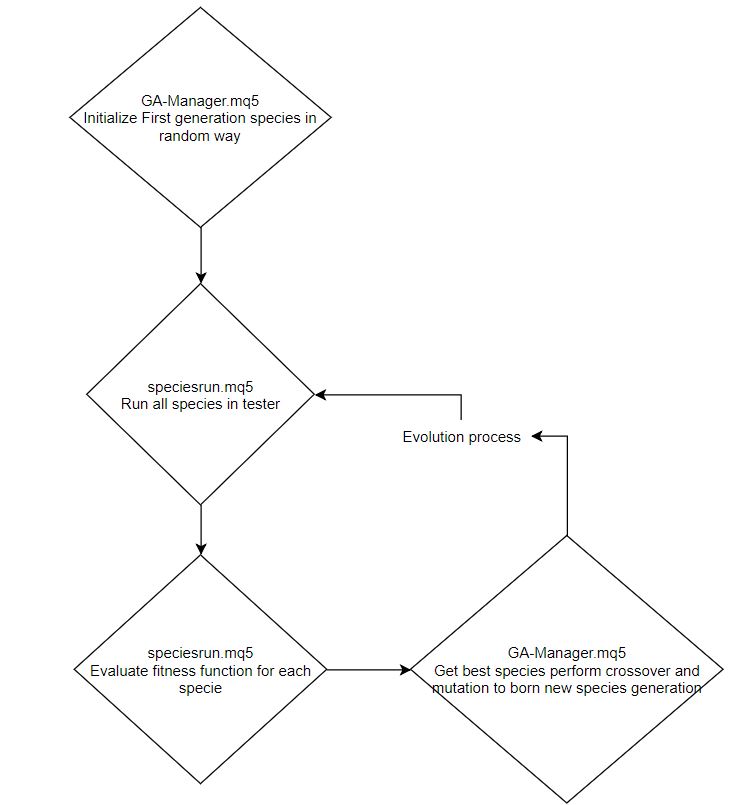 GA-Manager.mq5
Initialize First generation species in
random way
speciesrun.mq5
Run all species in tester
Evolution process
speciesrun.mq5
Evaluate fitness function for each
specie
GA-Manager.mq5
Get best species perform crossover and
mutation to born new species generation